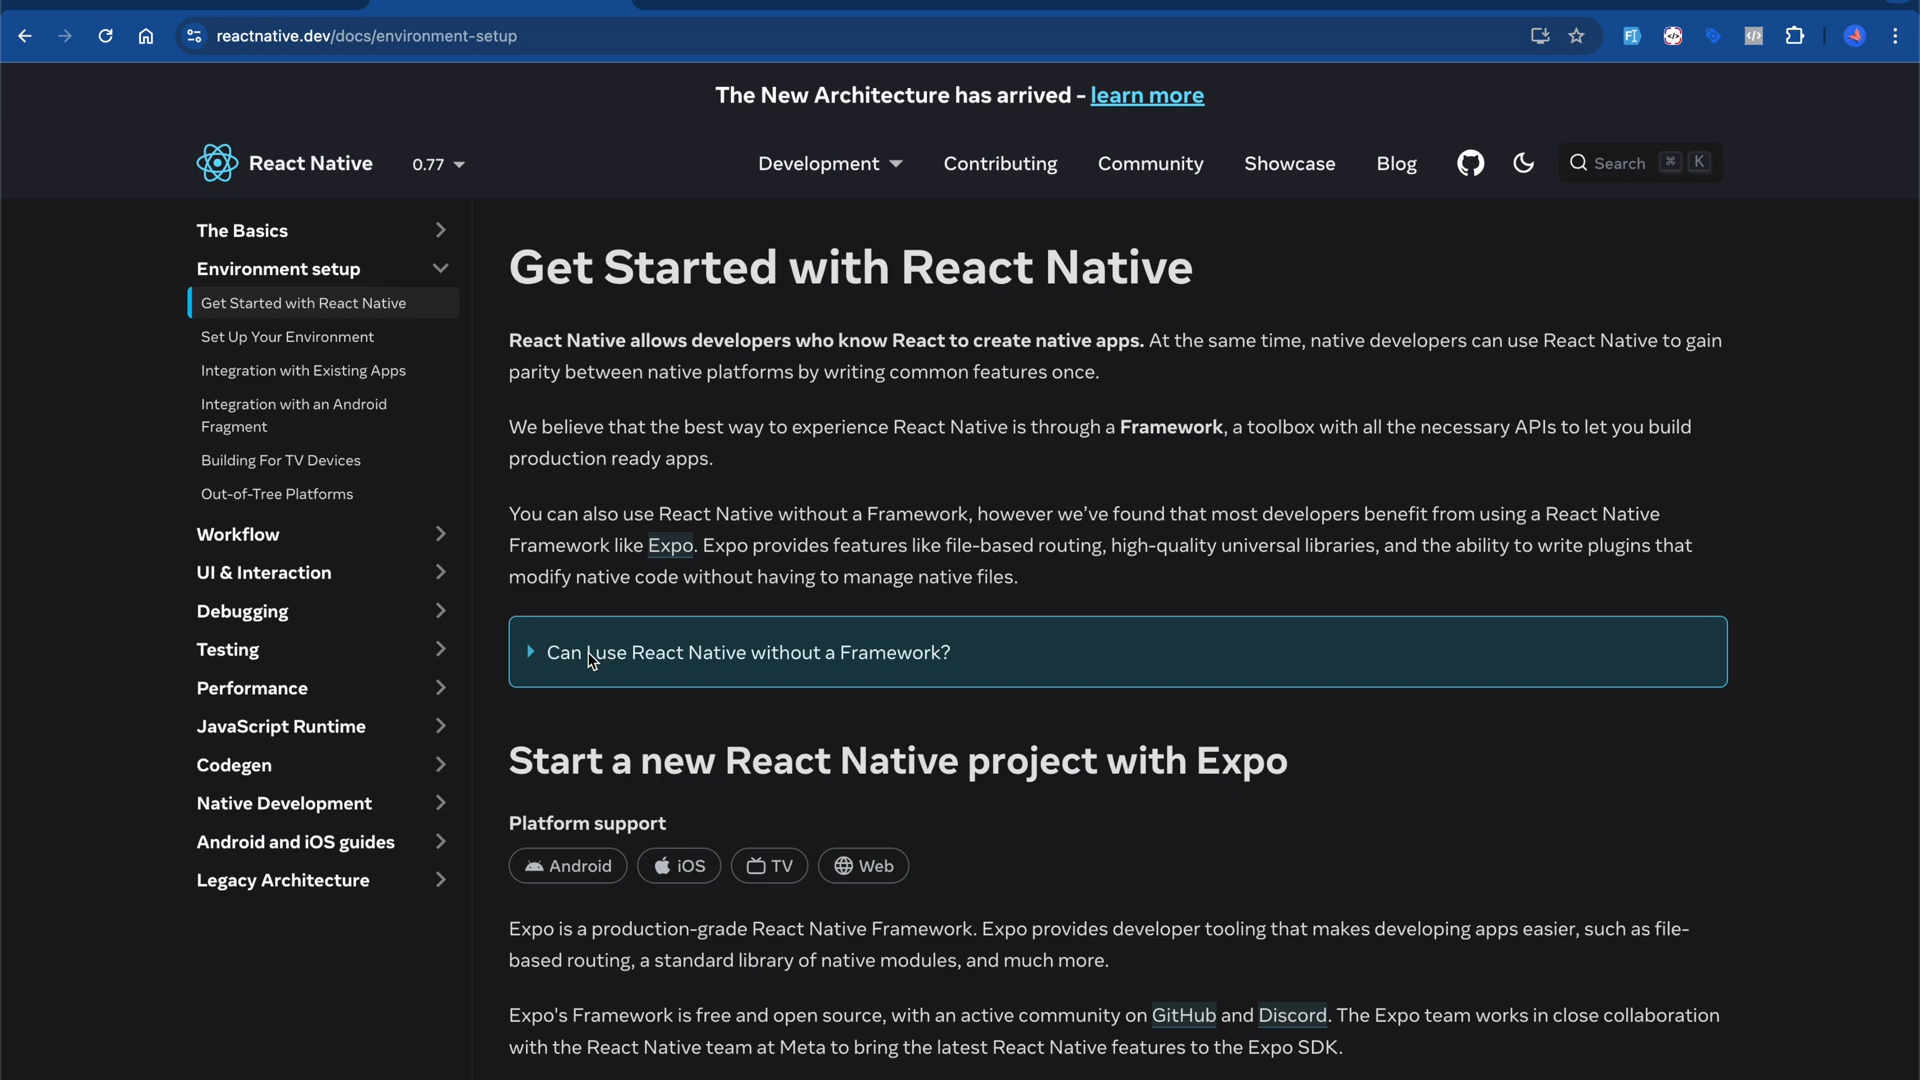 reactnative.dev/docs/environment-setup
The New Architecture has arrived - learn more
React Native
0.77
Development
Contributing
Community
Showcase
Blog
Search ⌘ K
The Basics
Environment setup
Get Started with React Native
Set Up Your Environment
Integration with Existing Apps
Integration with an Android
Fragment
Building For TV Devices
Out-of-Tree Platforms
Workflow
UI & Interaction
Debugging
Testing
Performance
JavaScript Runtime
Codegen
Native Development
Android and iOS guides
Legacy Architecture
Get Started with React Native
React Native allows developers who know React to create native apps. At the same time, native developers can use React Native to gain
parity between native platforms by writing common features once.
We believe that the best way to experience React Native is through a Framework, a toolbox with all the necessary APIs to let you build
production ready apps.
You can also use React Native without a Framework, however we've found that most developers benefit from using a React Native
Framework like Expo. Expo provides features like file-based routing, high-quality universal libraries, and the ability to write plugins that
modify native code without having to manage native files.
Can I use React Native without a Framework?
Start a new React Native project with Expo
Platform support
Android
iOS
TV
Web
Expo is a production-grade React Native Framework. Expo provides developer tooling that makes developing apps easier, such as file-
based routing, a standard library of native modules, and much more.
Expo's Framework is free and open source, with an active community on GitHub and Discord. The Expo team works in close collaboration
with the React Native team at Meta to bring the latest React Native features to the Expo SDK.